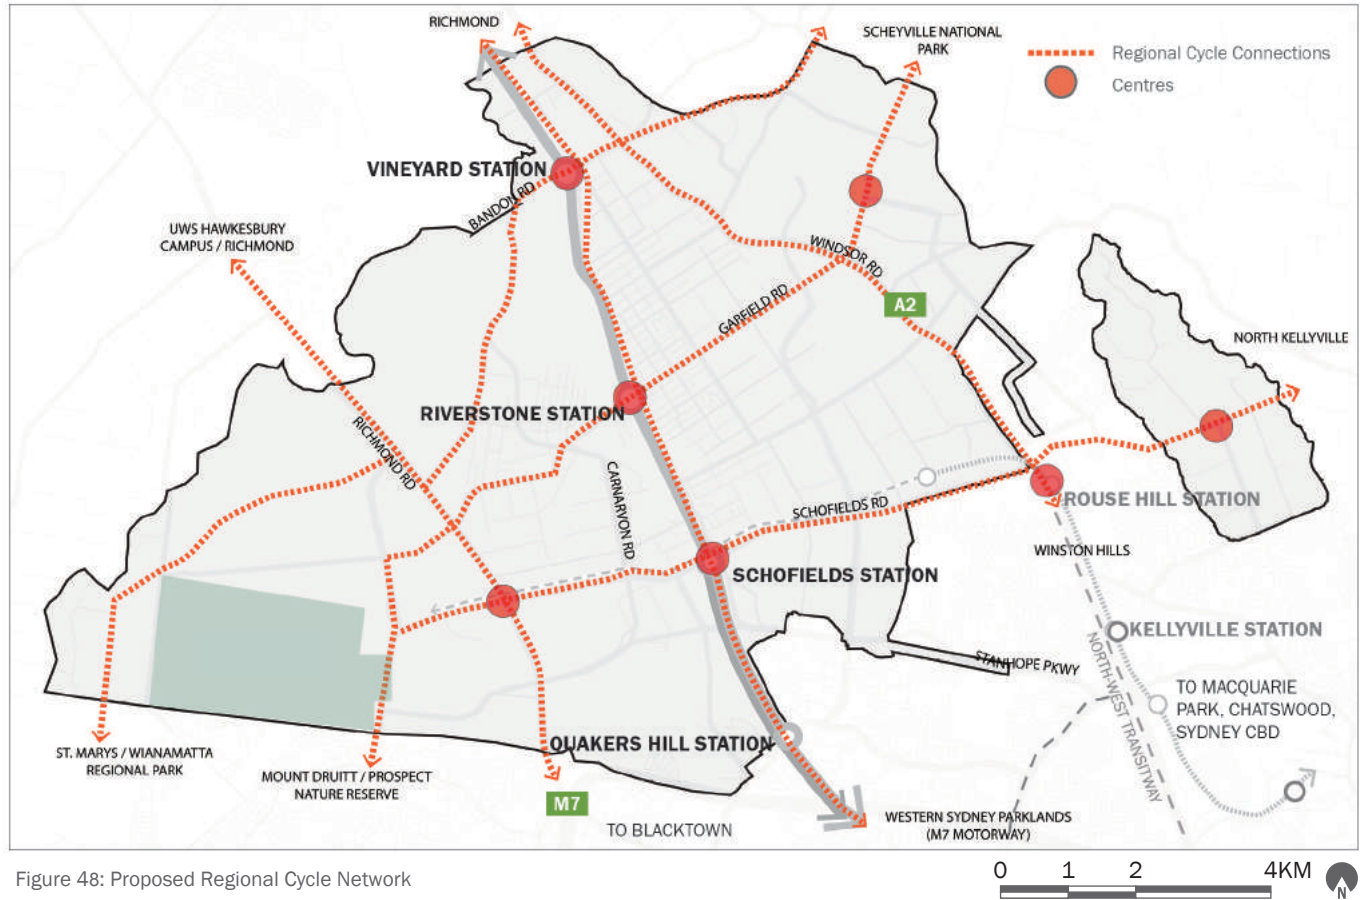 RICHMOND
SCHEYVILLE NATIONAL
PARK
Regional Cycle Connections
Centres
VINEYARD STATION
BANDON RD
UWS HAWKESBURY
CAMPUS / RICHMOND
WINDSOR RD
A2
GARFIELD RD
NORTH KELLYVILLE
RIVERSTONE STATION
RICHMOND RD
CARNARVON RD
SCHOFIELDS RD
ROUSE HILL STATION
WINSTON HILLS
SCHOFIELDS STATION
KELLYVILLE STATION
NORTH-WEST TRANSITWAY
STANHOPE PKWY
TO MACQUARIE
PARK, CHATSWOOD,
SYDNEY CBD
QUAKERS HILL STATION
ST. MARYS / WIANAMATTA
REGIONAL PARK
MOUNT DRUITT / PROSPECT
NATURE RESERVE
M7
TO BLACKTOWN
WESTERN SYDNEY PARKLANDS
(M7 MOTORWAY)
Figure 48: Proposed Regional Cycle Network
0 1 2 4KM
N